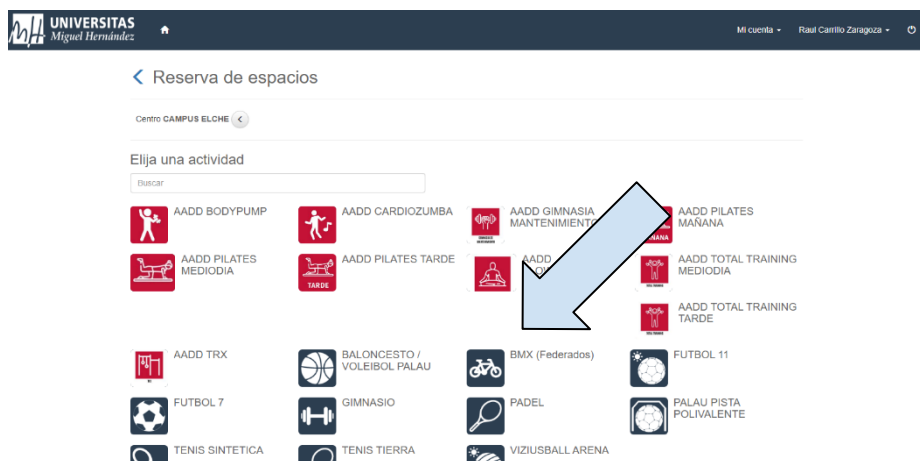 UNIVERSITAS
Miguel Hernández
Mi cuenta
Raul Carrillo Zaragoza
Reserva de espacios
Centro CAMPUS ELCHE
Elija una actividad
Buscar
AADD BODYPUMP
AADD CARDIOZUMBA
AADD GIMNASIA
MANTENIMIENTO
AADD PILATES
MAÑANA
AADD PILATES
MEDIODIA
AADD PILATES TARDE
TARDE
AADD
AADD TOTAL TRAINING
MEDIODIA
AADD TOTAL TRAINING
TARDE
AADD TRX
BALONCESTO /
VOLEIBOL PALAU
BMX (Federados)
FUTBOL 11
FUTBOL 7
GIMNASIO
PADEL
PALAU PISTA
POLIVALENTE
TENIS SINTETICA
TENIS TIERRA
VIZIUSBALL ARENA